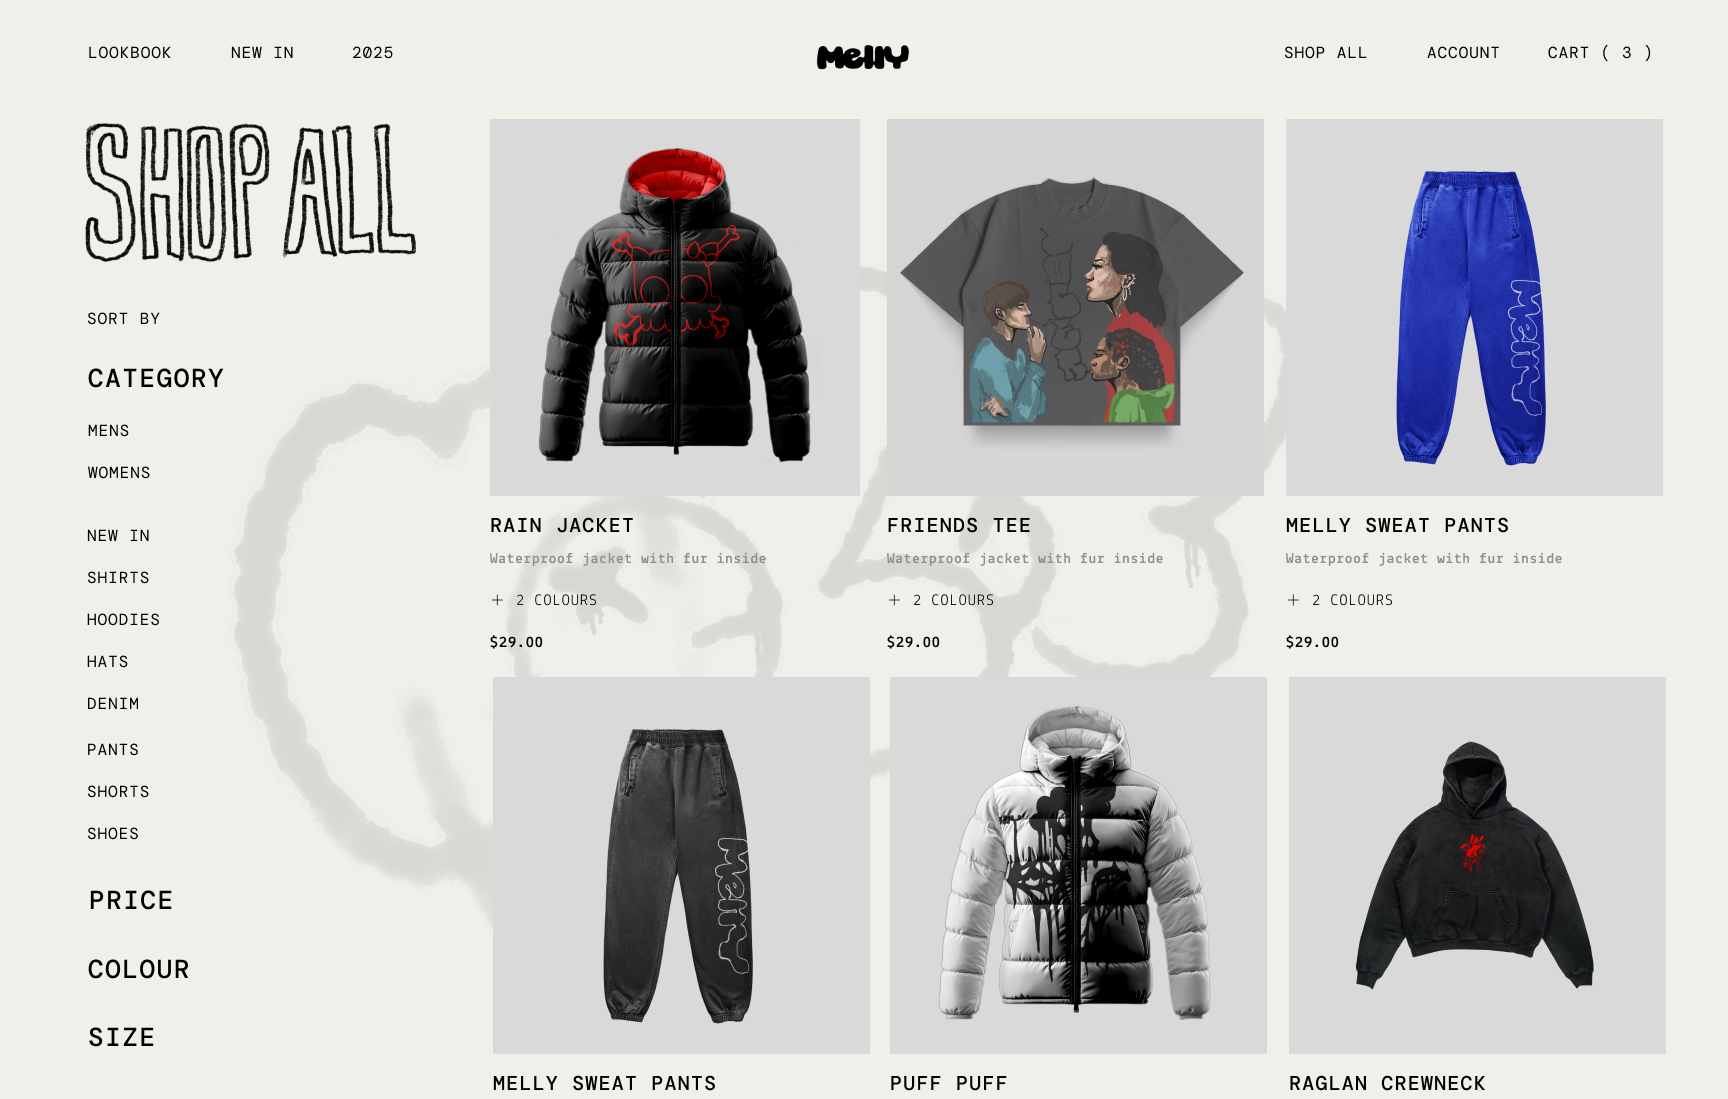 LOOKBOOK NEW IN 2025 Melly SHOP ALL ACCOUNT CART ( 3 )
SHOP ALL
SORT BY
CATEGORY
MENS
WOMENS
NEW IN
SHIRTS
HOODIES
HATS
DENIM
PANTS
SHORTS
SHOES
PRICE
COLOUR
SIZE
Melly
RAIN JACKET
Waterproof jacket with fur inside
+ 2 COLOURS
$29.00
FRIENDS TEE
Waterproof jacket with fur inside
+ 2 COLOURS
$29.00
MELLY SWEAT PANTS
Waterproof jacket with fur inside
+ 2 COLOURS
$29.00
Melly
MELLY SWEAT PANTS
PUFF PUFF
RAGLAN CREWNECK